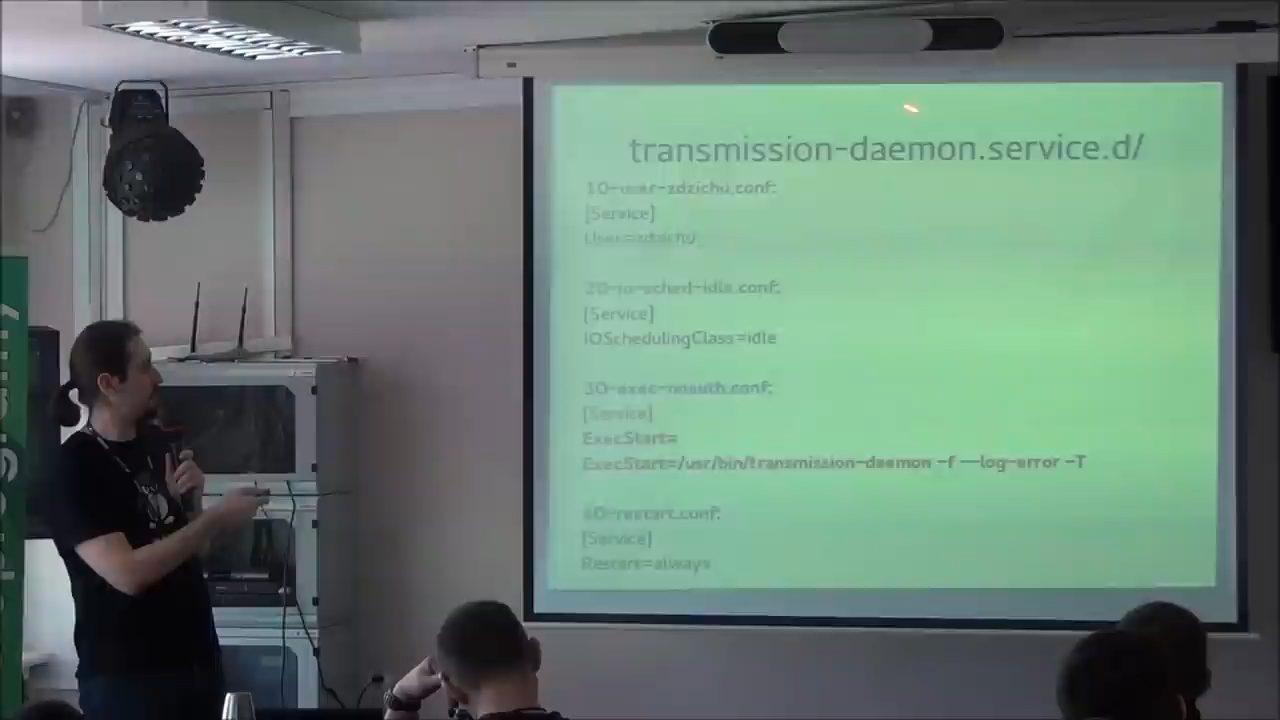 transmission-daemon.service.d/
10-user-zdzichu.conf:
[Service]
User=zdzichu
20-io-sched-idle.conf:
[Service]
IOSchedulingClass=idle
30-exec-noauth.conf:
[Service]
ExecStart=
ExecStart=/usr/bin/transmission-daemon -f --log-error -T
40-restart.conf:
[Service]
Restart=always